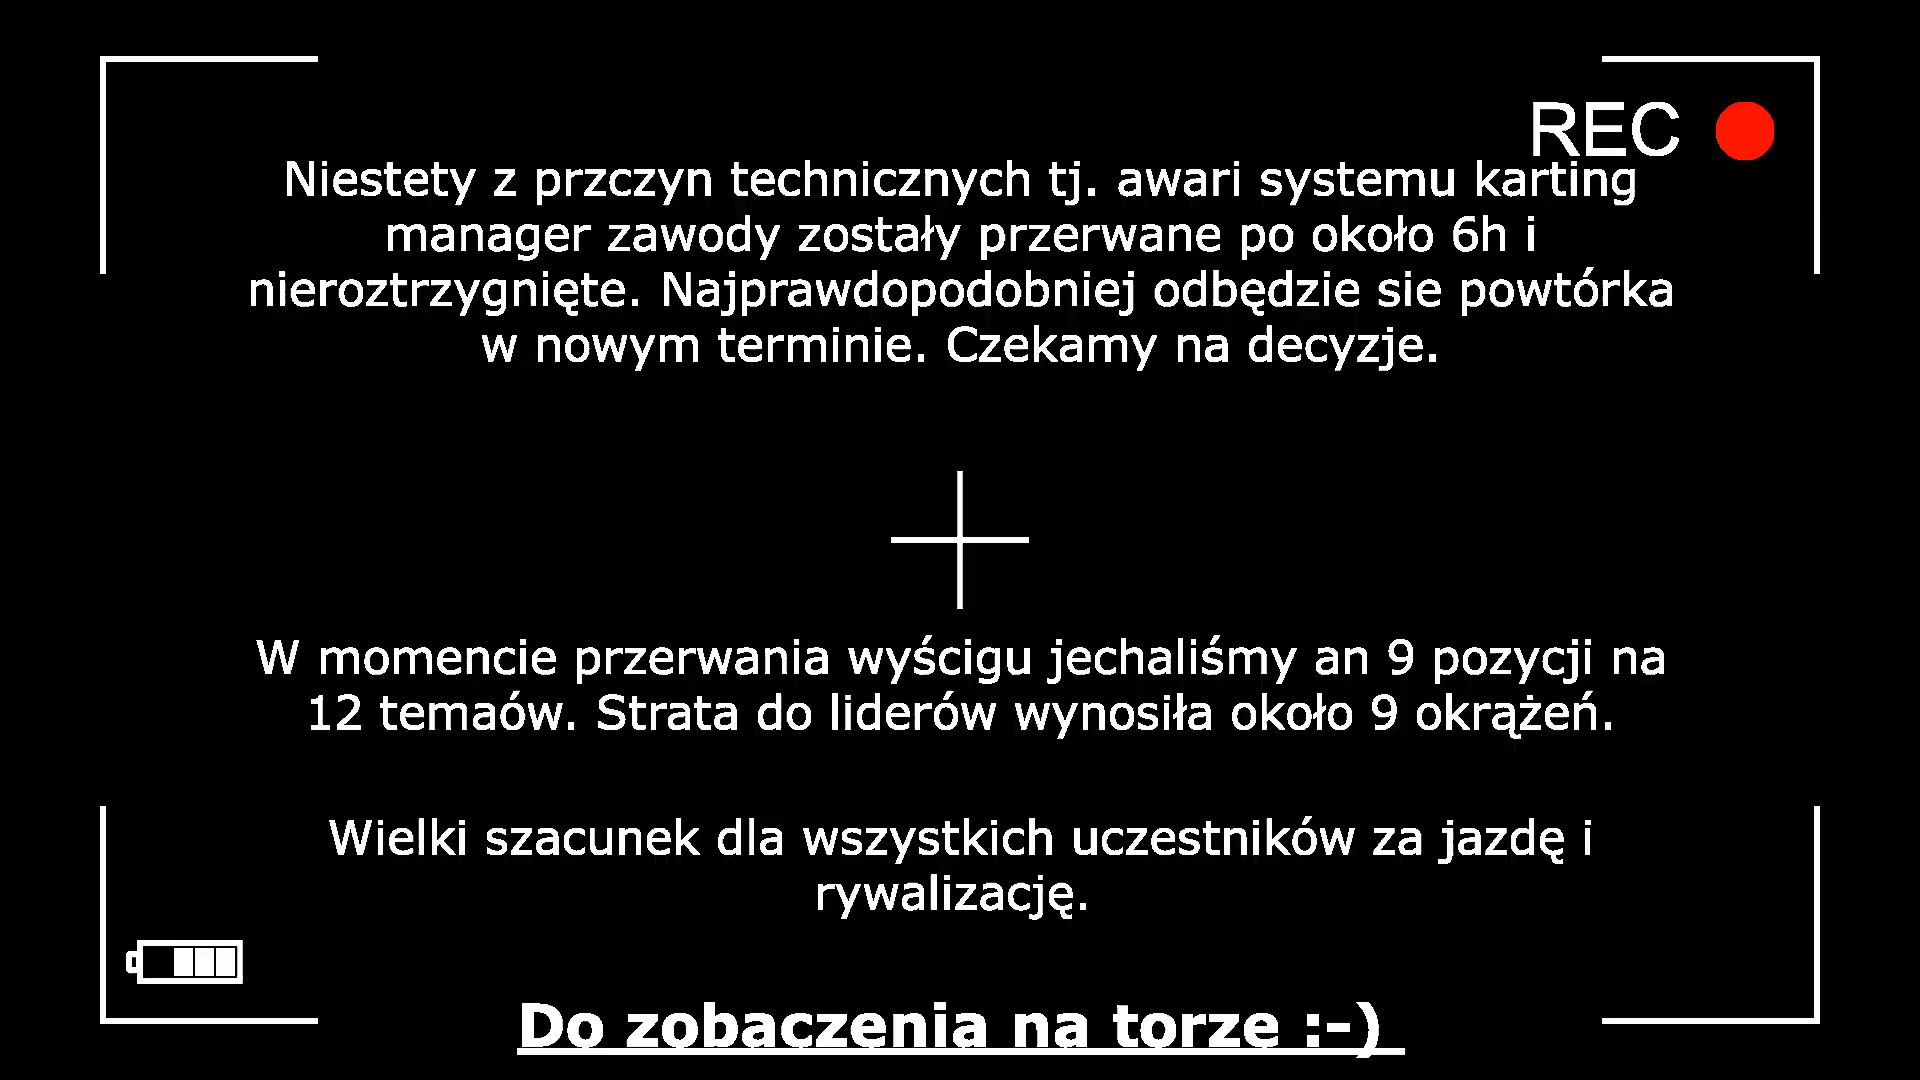 REC
Niestety z przczyn technicznych tj. awari systemu karting
manager zawody zostały przerwane po około 6h i
nieroztrzygnięte. Najprawdopodobniej odbędzie sie powtórka
w nowym terminie. Czekamy na decyzje.
W momencie przerwania wyścigu jechaliśmy an 9 pozycji na
12 temaów. Strata do liderów wynosiła około 9 okrążeń.
Wielki szacunek dla wszystkich uczestników za jazdę i
rywalizację.
Do zobaczenia na torze :-)